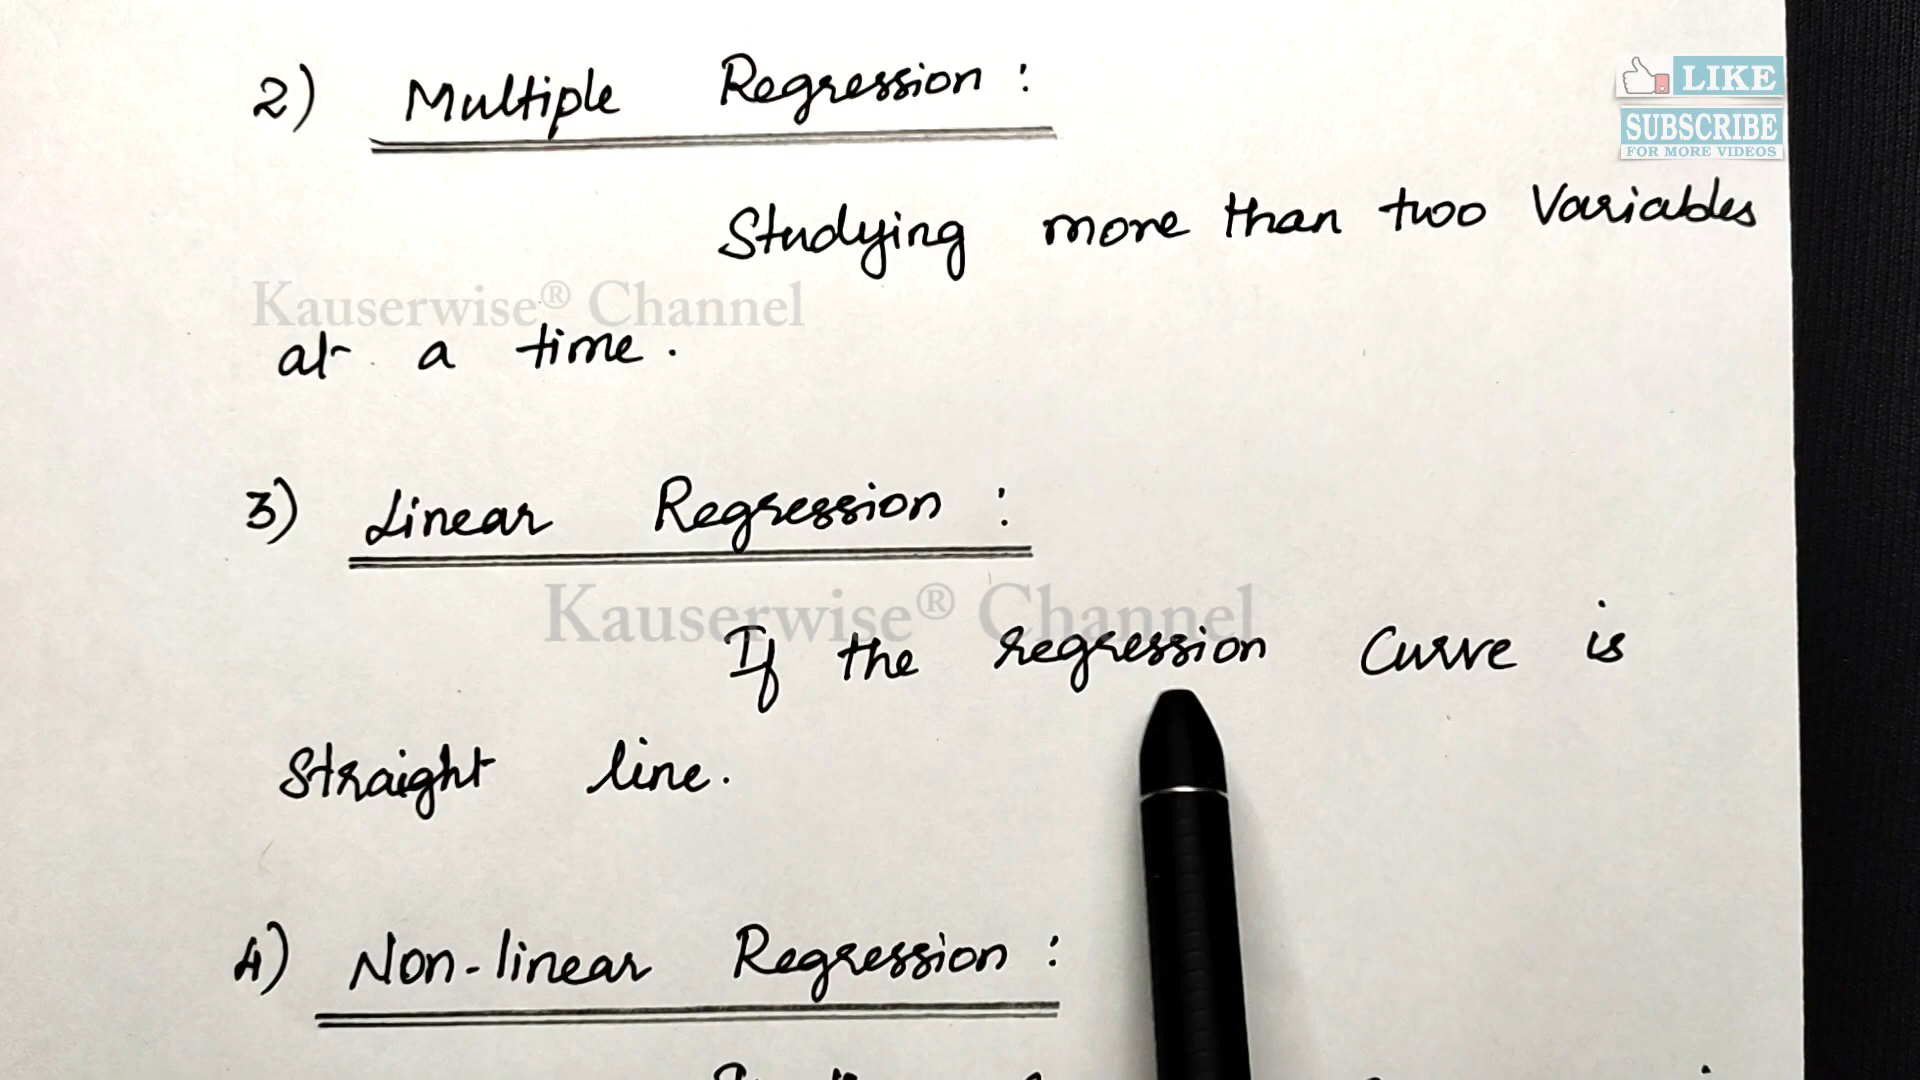 2) Multiple Regression :
LIKE
SUBSCRIBE
FOR MORE VIDEOS
Studying more than two Variables
Kauserwise® Channel
at a time.
3) Linear Regression :
Kauserwise® Channel
If the regression Curve is
Straight line.
4) Non-linear Regression :